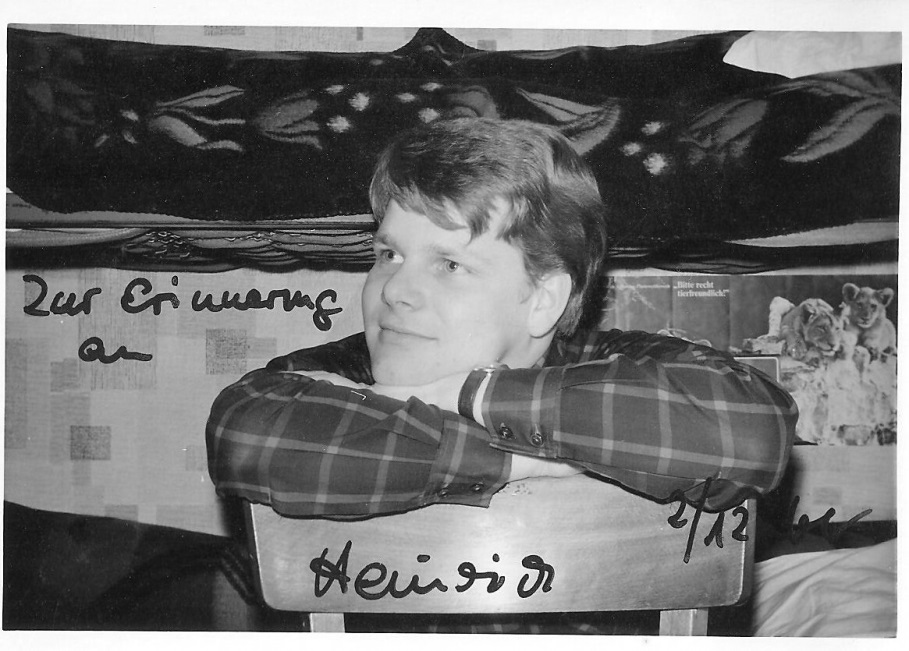 Zur Erinnerung
an
„Bitte recht
tierfreundlich!“
Heinrich
2/12